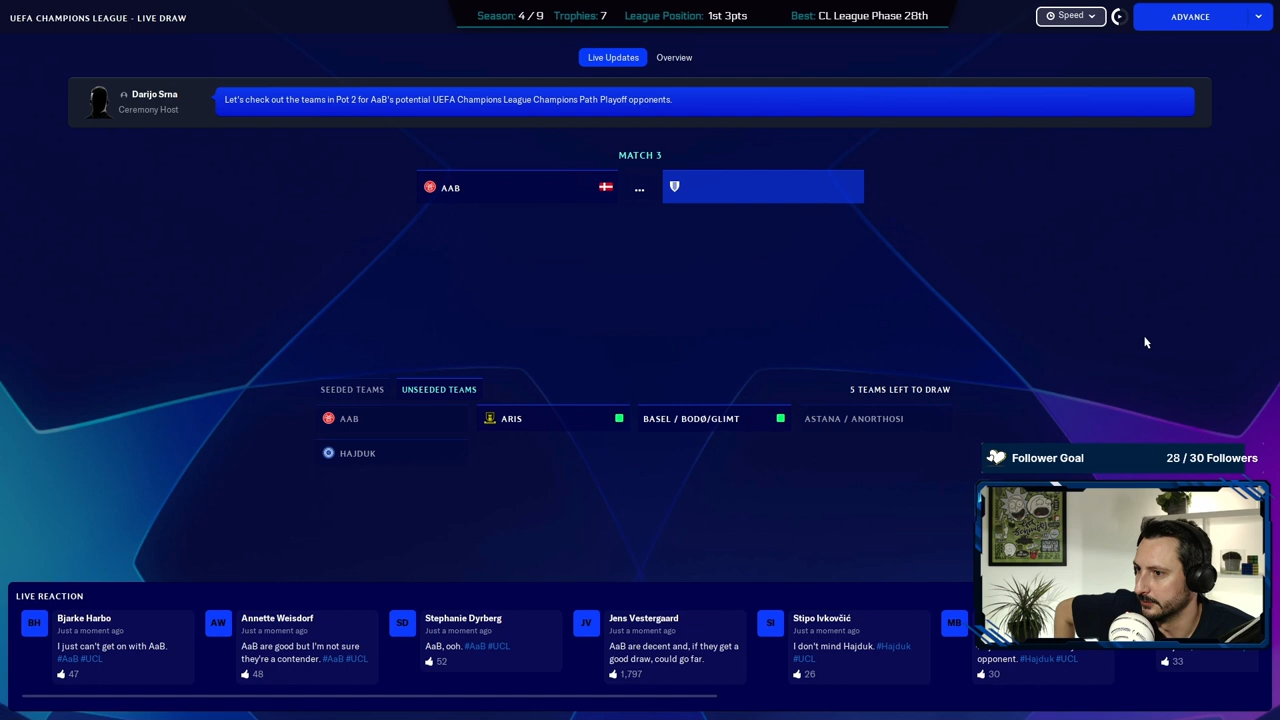 UEFA CHAMPIONS LEAGUE - LIVE DRAW
Season: 4 / 9 Trophies: 7 League Position: 1st 3pts Best: CL League Phase 28th
Speed
ADVANCE
Live Updates Overview
Darijo Srna
Ceremony Host
Let's check out the teams in Pot 2 for AaB's potential UEFA Champions League Champions Path Playoff opponents.
MATCH 3
AAB ...
SEEDED TEAMS UNSEEDED TEAMS 5 TEAMS LEFT TO DRAW
AAB ARIS BASEL / BODØ/GLIMT ASTANA / ANORTHOSI
HAJDUK
Follower Goal 28 / 30 Followers
LIVE REACTION
BH Bjarke Harbo
Just a moment ago
I just can't get on with AaB.
#AaB #UCL
47
AW Annette Weisdorf
Just a moment ago
AaB are good but I'm not sure
they're a contender. #AaB #UCL
48
SD Stephanie Dyrberg
Just a moment ago
AaB, ooh. #AaB #UCL
52
JV Jens Vestergaard
Just a moment ago
AaB are decent and, if they get a
good draw, could go far.
1,797
SI Stipo Ivkovčić
Just a moment ago
I don't mind Hajduk. #Hajduk
#UCL
26
MB
opponent. #Hajduk #UCL
30
33